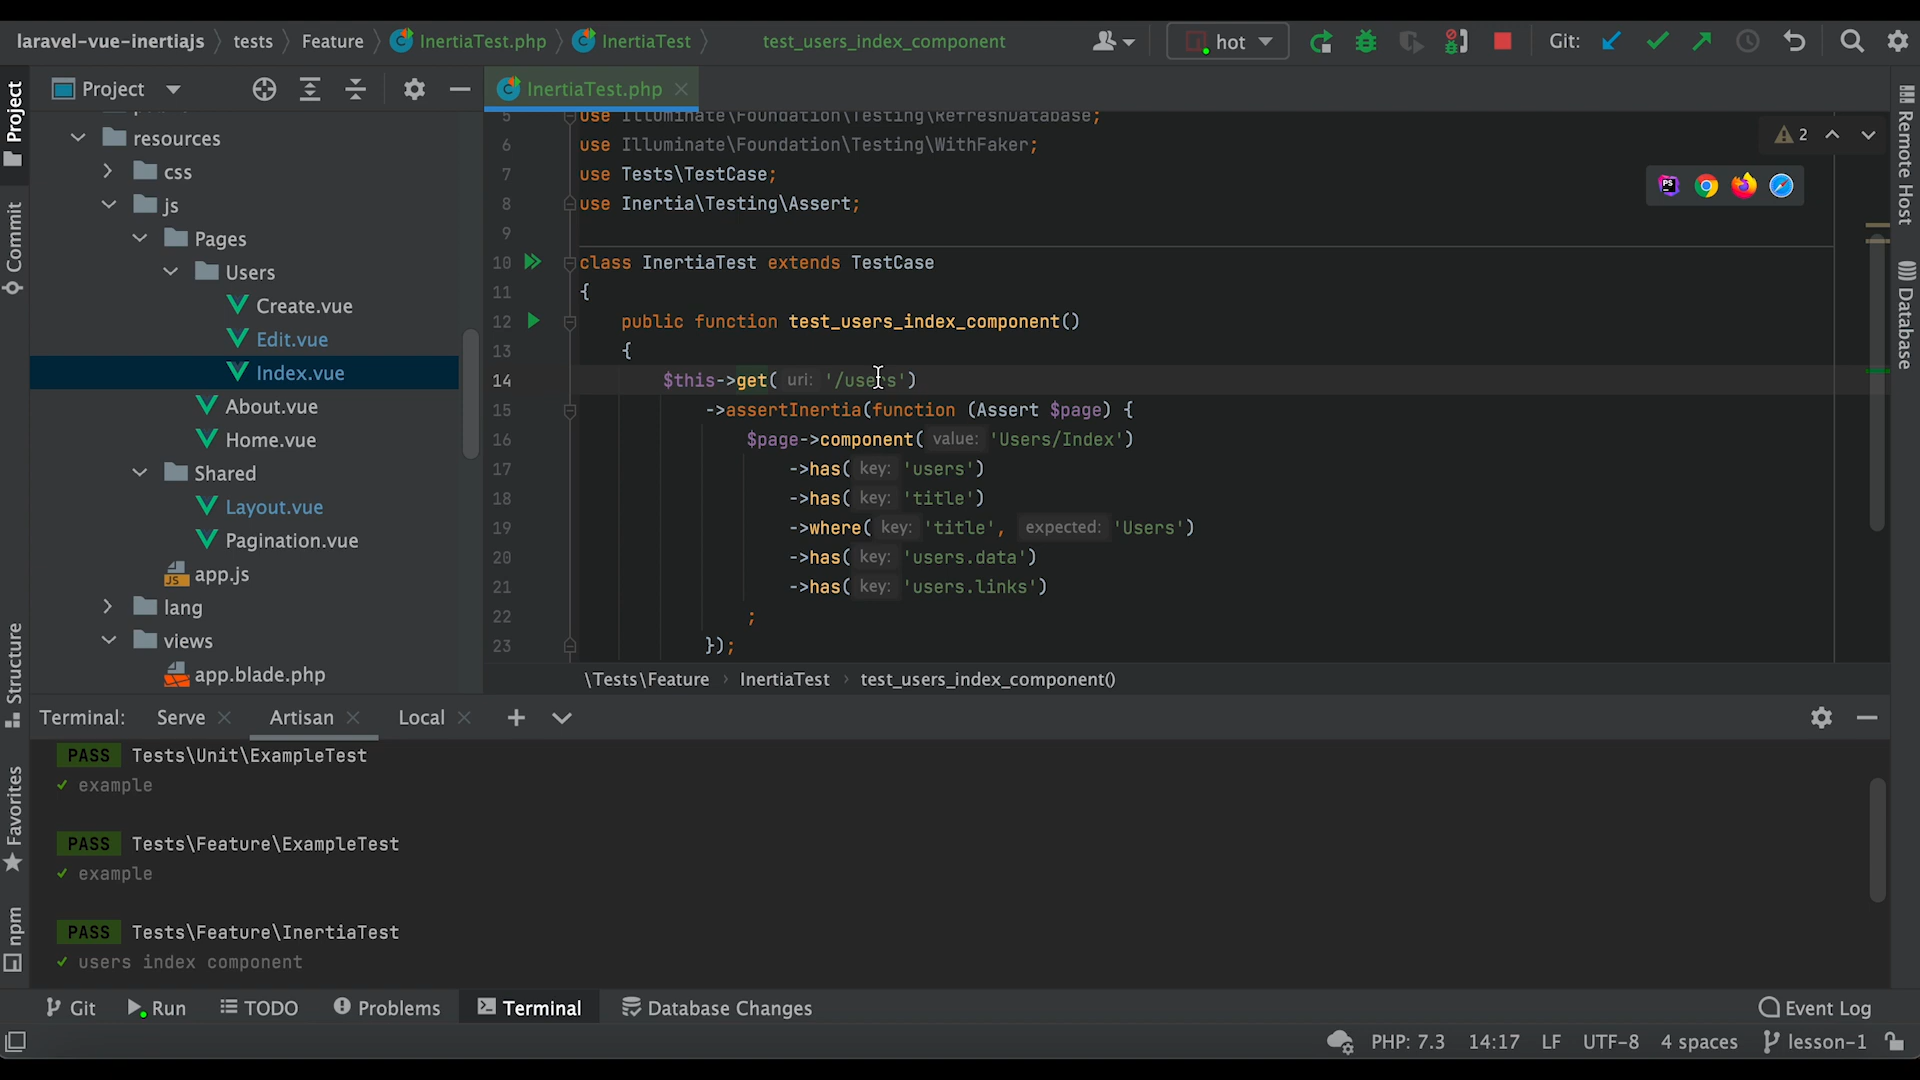 laravel-vue-inertiajs tests Feature InertiaTest.php InertiaTest test_users_index_component hot Git:
Project
InertiaTest.php
Project
Commit
Structure
Favorites
npm
Remote Host
Database
resources
css
js
Pages
Users
Create.vue
Edit.vue
Index.vue
About.vue
Home.vue
Shared
Layout.vue
Pagination.vue
app.js
lang
views
app.blade.php
2
5 use Illuminate\Foundation\Testing\RefreshDatabase;
6 use Illuminate\Foundation\Testing\WithFaker;
7 use Tests\TestCase;
8 use Inertia\Testing\Assert;
9
10 class InertiaTest extends TestCase
11 {
12 public function test_users_index_component()
13 {
14 $this->get( uri: '/users')
15 ->assertInertia(function (Assert $page) {
16 $page->component( value: 'Users/Index')
17 ->has( key: 'users')
18 ->has( key: 'title')
19 ->where( key: 'title', expected: 'Users')
20 ->has( key: 'users.data')
21 ->has( key: 'users.links')
22 ;
23 });
\Tests\Feature › InertiaTest › test_users_index_component()
Terminal: Serve Artisan Local
PASS Tests\Unit\ExampleTest
✓ example
PASS Tests\Feature\ExampleTest
✓ example
PASS Tests\Feature\InertiaTest
✓ users index component
Git Run TODO Problems Terminal Database Changes Event Log
PHP: 7.3 14:17 LF UTF-8 4 spaces lesson-1